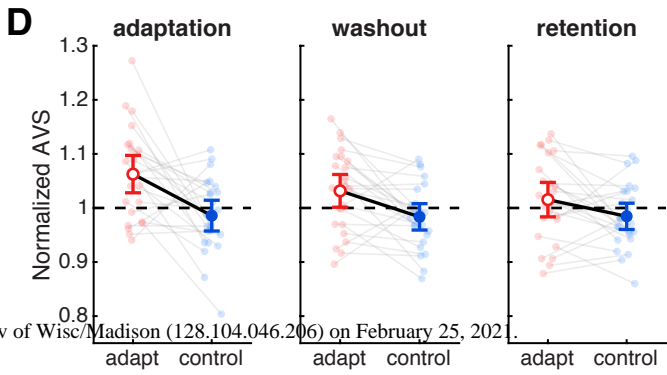 D
adaptation washout retention
1.3
1.2
1.1
1
0.9
0.8
Normalized AVS
w of Wisc/Madison (128.104.046.206) on February 25, 2021.
adapt control adapt control adapt control